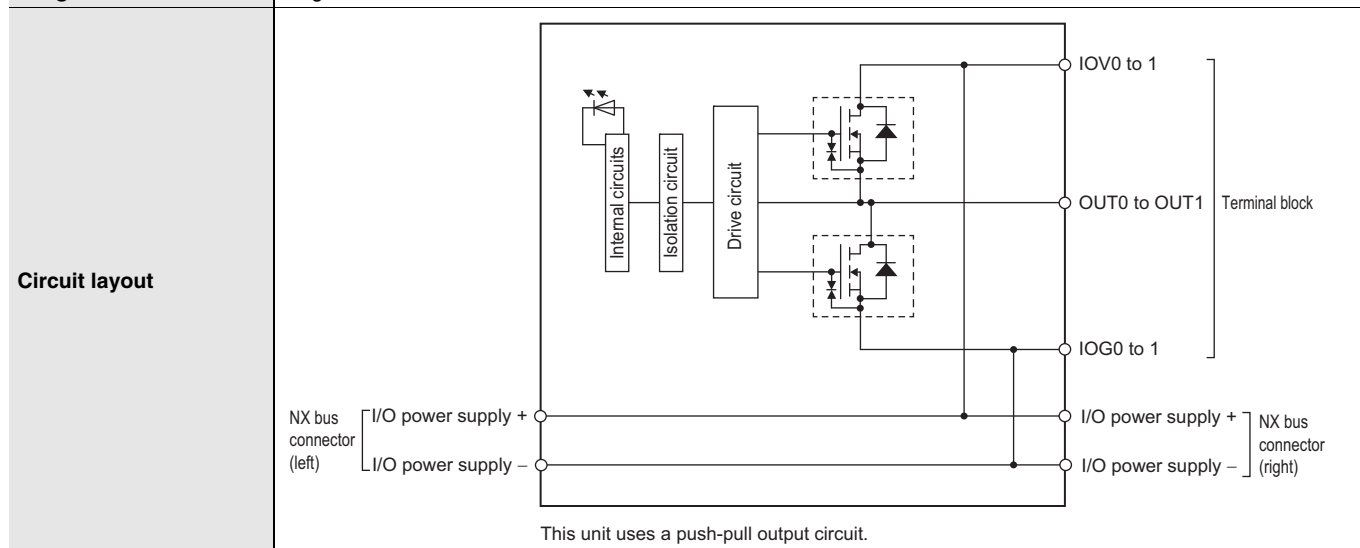 Circuit layout
IOV0 to 1
Internal circuits
Isolation circuit
Drive circuit
OUT0 to OUT1
Terminal block
IOG0 to 1
NX bus
connector
(left)
I/O power supply +
I/O power supply –
I/O power supply +
I/O power supply –
NX bus
connector
(right)
This unit uses a push-pull output circuit.